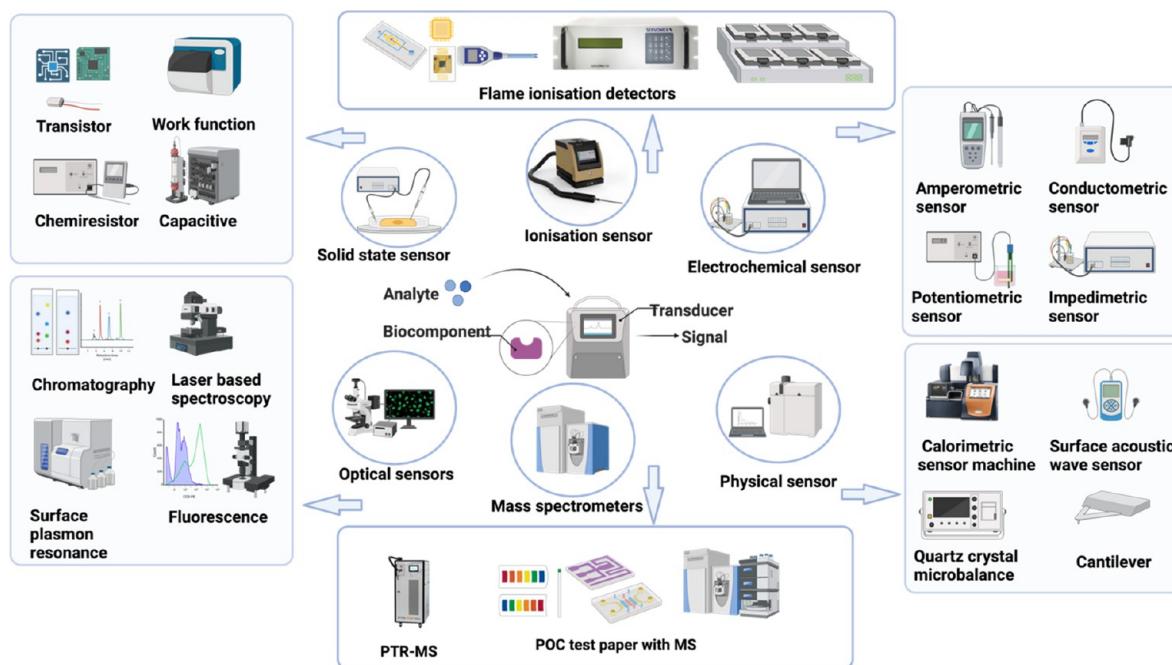 Transistor
Work function
Chemiresistor
Capacitive
Flame ionisation detectors
Amperometric
sensor
Conductometric
sensor
Potentiometric
sensor
Impedimetric
sensor
Solid state sensor
Ionisation sensor
Electrochemical sensor
Analyte
Biocomponent
Transducer
Signal
Chromatography
Laser based
spectroscopy
Surface
plasmon
resonance
Fluorescence
Optical sensors
Mass spectrometers
Physical sensor
Calorimetric
sensor machine
Surface acoustic
wave sensor
Quartz crystal
microbalance
Cantilever
PTR-MS
POC test paper with MS